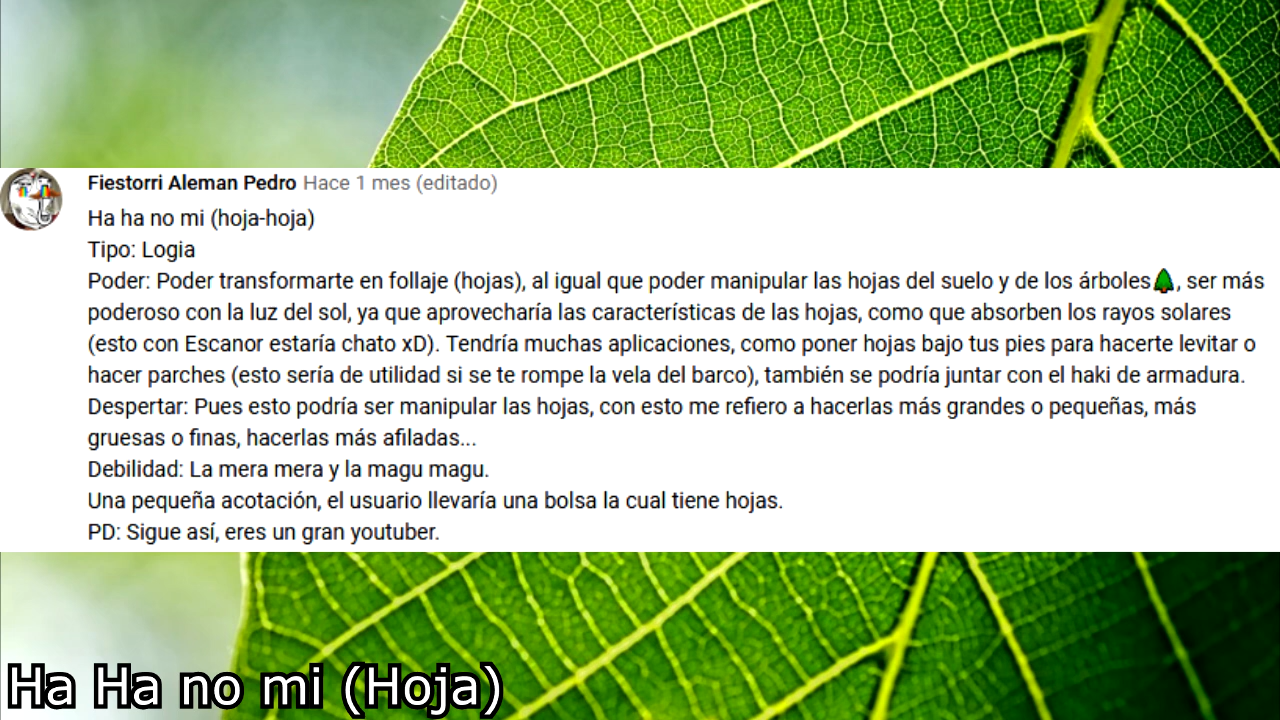 Fiestorri Aleman Pedro Hace 1 mes (editado)
Ha ha no mi (hoja-hoja)
Tipo: Logia
Poder: Poder transformarte en follaje (hojas), al igual que poder manipular las hojas del suelo y de los árboles🌲, ser más
poderoso con la luz del sol, ya que aprovecharía las características de las hojas, como que absorben los rayos solares
(esto con Escanor estaría chato xD). Tendría muchas aplicaciones, como poner hojas bajo tus pies para hacerte levitar o
hacer parches (esto sería de utilidad si se te rompe la vela del barco), también se podría juntar con el haki de armadura.
Despertar: Pues esto podría ser manipular las hojas, con esto me refiero a hacerlas más grandes o pequeñas, más
gruesas o finas, hacerlas más afiladas...
Debilidad: La mera mera y la magu magu.
Una pequeña acotación, el usuario llevaría una bolsa la cual tiene hojas.
PD: Sigue así, eres un gran youtuber.
Ha Ha no mi (Hoja)